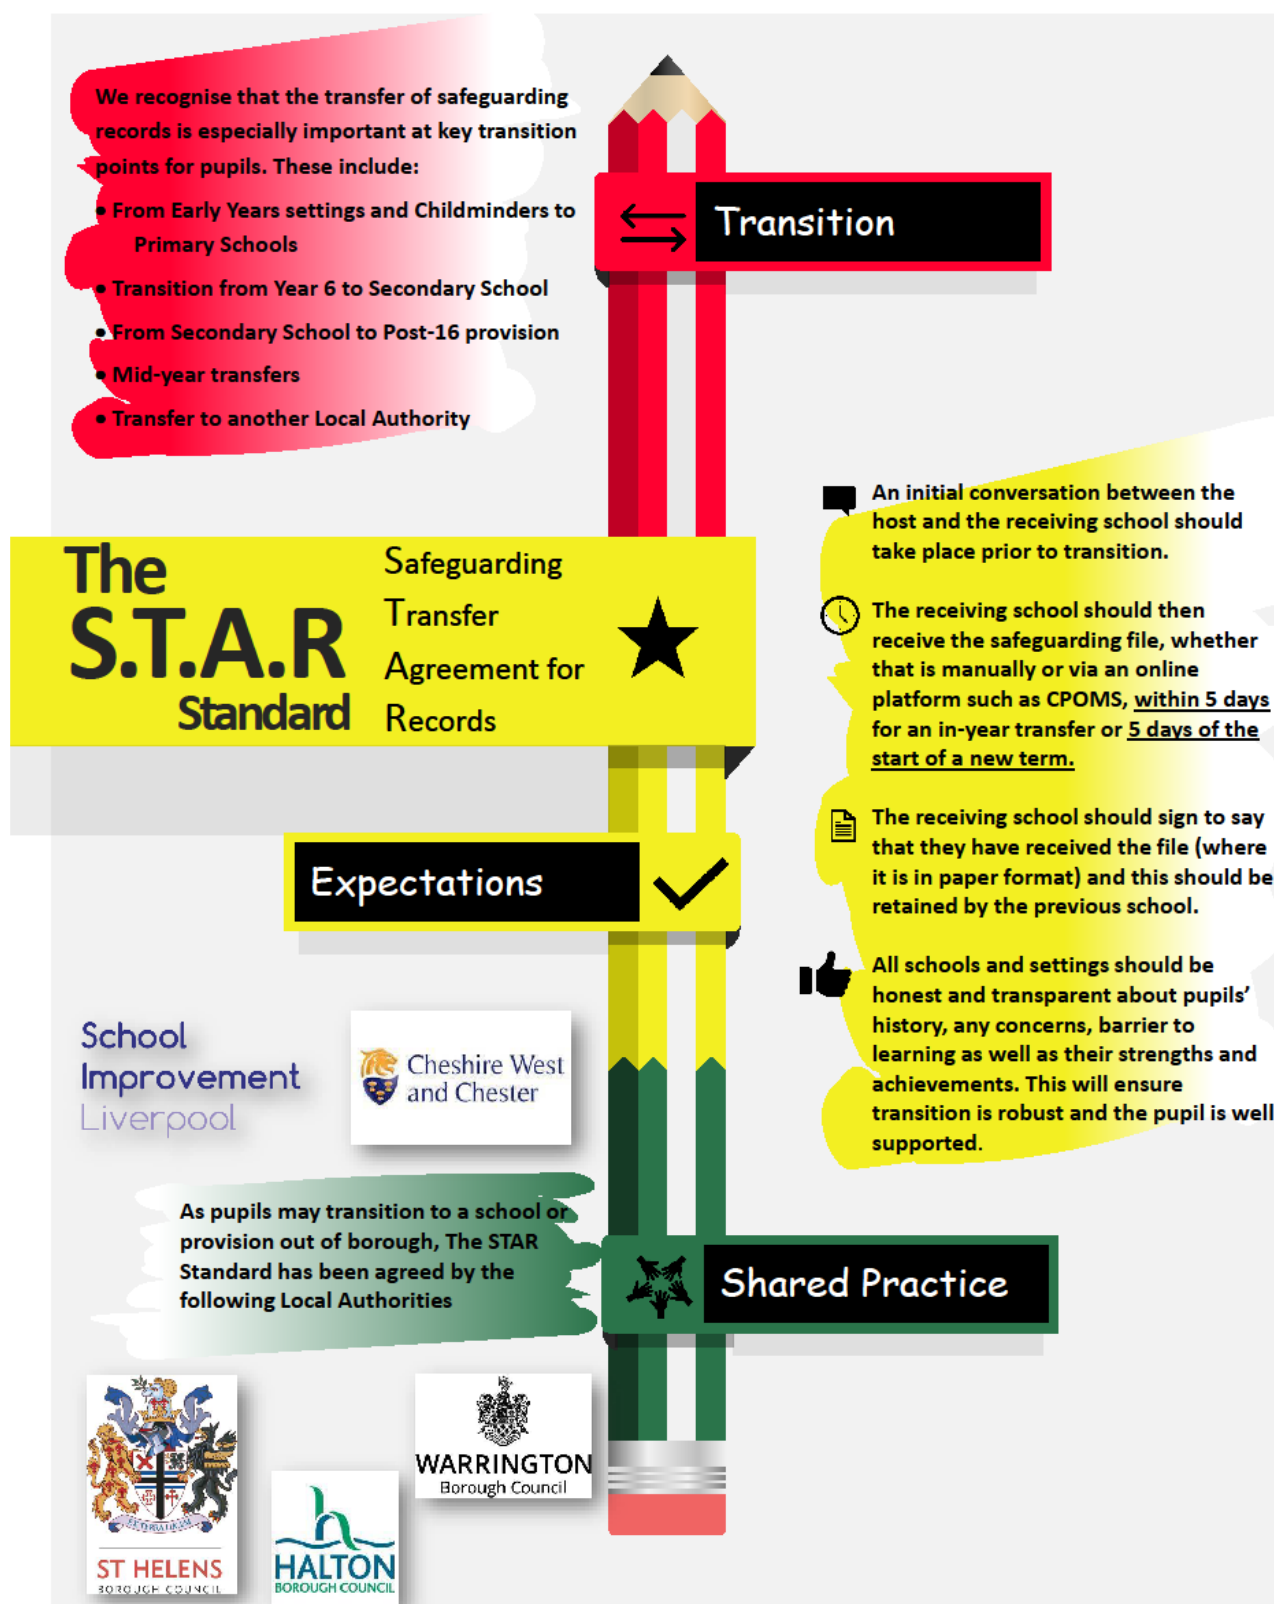 We recognise that the transfer of safeguarding
records is especially important at key transition
points for pupils. These include:
• From Early Years settings and Childminders to
Primary Schools
• Transition from Year 6 to Secondary School
• From Secondary School to Post-16 provision
• Mid-year transfers
• Transfer to another Local Authority
Transition
The
S.T.A.R
Standard
Safeguarding
Transfer
Agreement for
Records
An initial conversation between the
host and the receiving school should
take place prior to transition.
The receiving school should then
receive the safeguarding file, whether
that is manually or via an online
platform such as CPOMS, within 5 days
for an in-year transfer or 5 days of the
start of a new term.
The receiving school should sign to say
that they have received the file (where
it is in paper format) and this should be
retained by the previous school.
All schools and settings should be
honest and transparent about pupils’
history, any concerns, barrier to
learning as well as their strengths and
achievements. This will ensure
transition is robust and the pupil is well
supported.
Expectations
School
Improvement
Liverpool
Cheshire West
and Chester
As pupils may transition to a school or
provision out of borough, The STAR
Standard has been agreed by the
following Local Authorities
Shared Practice
ST HELENS
BOROUGH COUNCIL
HALTON
BOROUGH COUNCIL
WARRINGTON
Borough Council